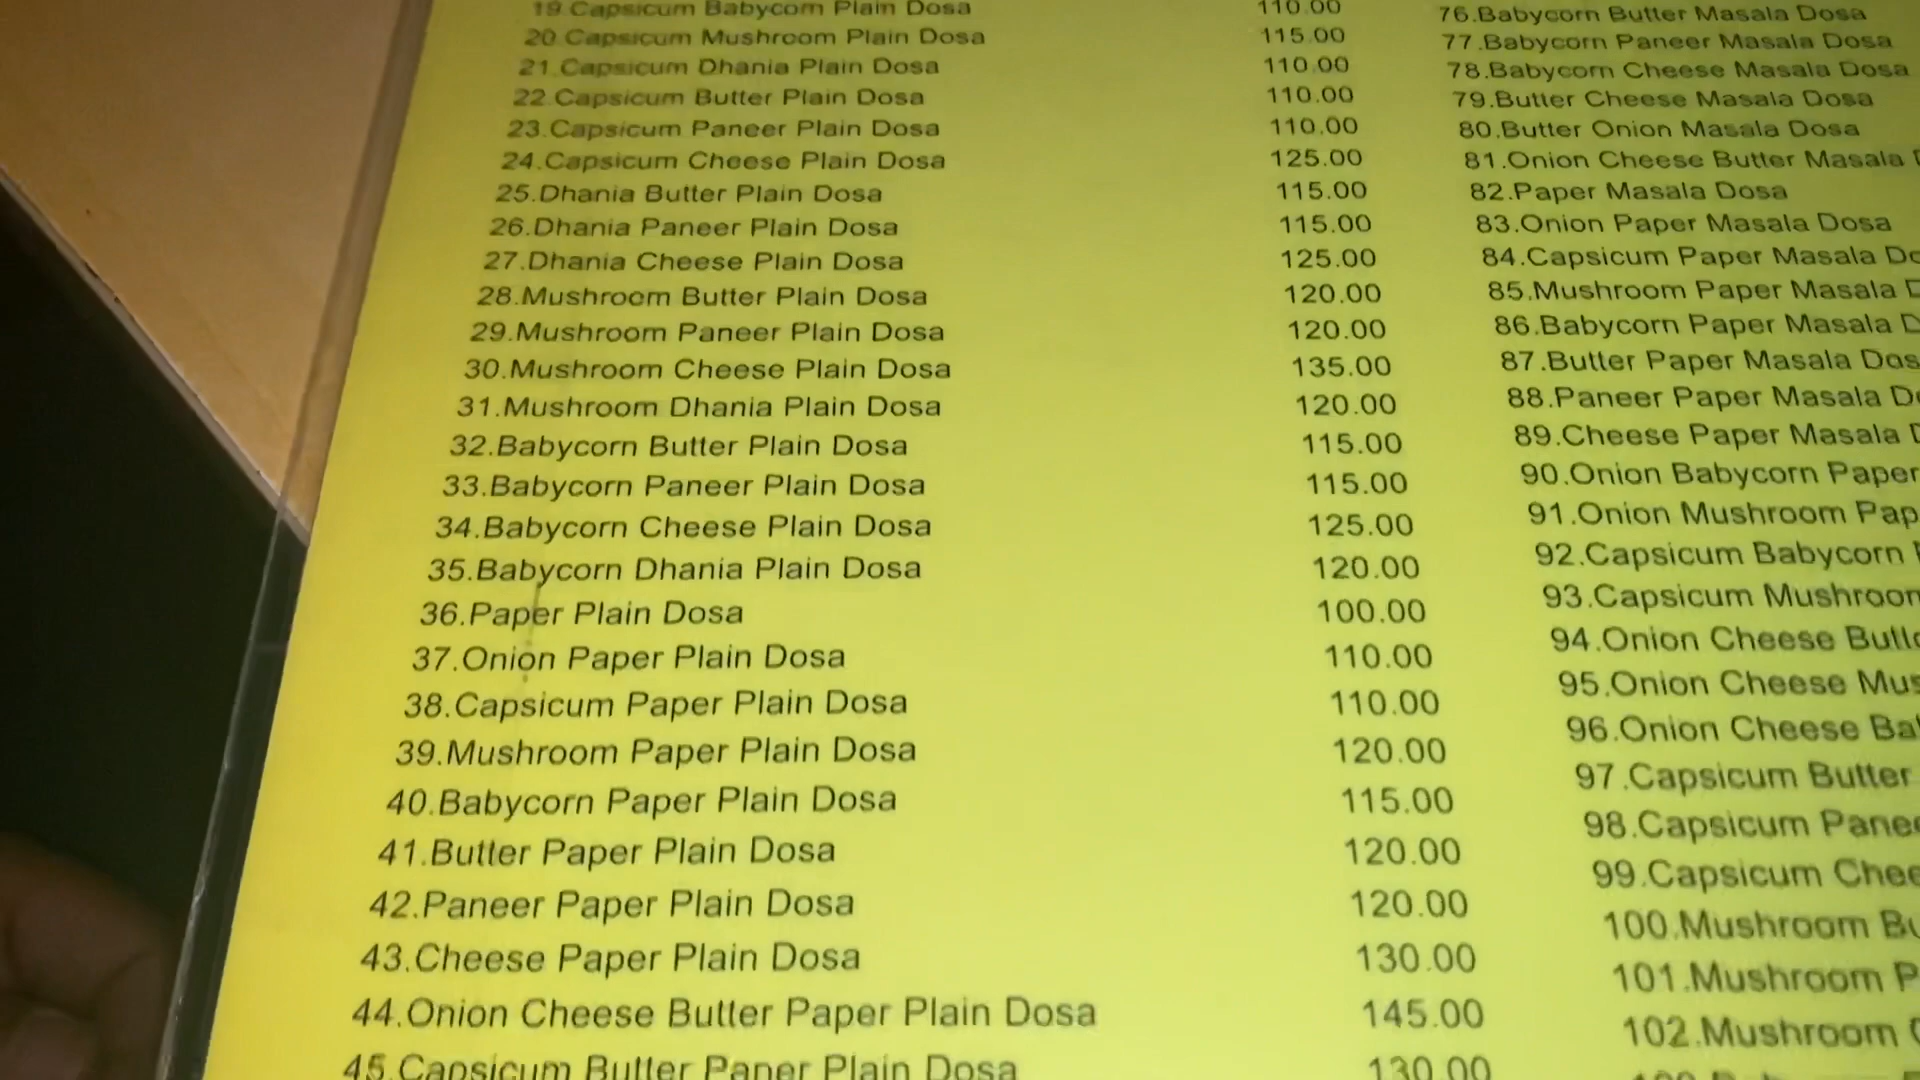 19.Capsicum Babycorn Plain Dosa 110.00
20.Capsicum Mushroom Plain Dosa 115.00
21.Capsicum Dhania Plain Dosa 110.00
22.Capsicum Butter Plain Dosa 110.00
23.Capsicum Paneer Plain Dosa 110.00
24.Capsicum Cheese Plain Dosa 125.00
25.Dhania Butter Plain Dosa 115.00
26.Dhania Paneer Plain Dosa 115.00
27.Dhania Cheese Plain Dosa 125.00
28.Mushroom Butter Plain Dosa 120.00
29.Mushroom Paneer Plain Dosa 120.00
30.Mushroom Cheese Plain Dosa 135.00
31.Mushroom Dhania Plain Dosa 120.00
32.Babycorn Butter Plain Dosa 115.00
33.Babycorn Paneer Plain Dosa 115.00
34.Babycorn Cheese Plain Dosa 125.00
35.Babycorn Dhania Plain Dosa 120.00
36.Paper Plain Dosa 100.00
37.Onion Paper Plain Dosa 110.00
38.Capsicum Paper Plain Dosa 110.00
39.Mushroom Paper Plain Dosa 120.00
40.Babycorn Paper Plain Dosa 115.00
41.Butter Paper Plain Dosa 120.00
42.Paneer Paper Plain Dosa 120.00
43.Cheese Paper Plain Dosa 130.00
44.Onion Cheese Butter Paper Plain Dosa 145.00
45.Capsicum Butter Paner Plain Dosa 130.00
76.Babycorn Butter Masala Dosa
77.Babycorn Paneer Masala Dosa
78.Babycorn Cheese Masala Dosa
79.Butter Cheese Masala Dosa
80.Butter Onion Masala Dosa
81.Onion Cheese Butter Masala
82.Paper Masala Dosa
83.Onion Paper Masala Dosa
84.Capsicum Paper Masala Do
85.Mushroom Paper Masala
86.Babycorn Paper Masala
87.Butter Paper Masala Dos
88.Paneer Paper Masala D
89.Cheese Paper Masala
90.Onion Babycorn Paper
91.Onion Mushroom Pap
92.Capsicum Babycorn
93.Capsicum Mushroom
94.Onion Cheese Butt
95.Onion Cheese Mus
96.Onion Cheese Ba
97.Capsicum Butter
98.Capsicum Panee
99.Capsicum Chee
100.Mushroom Bu
101.Mushroom P
102.Mushroom